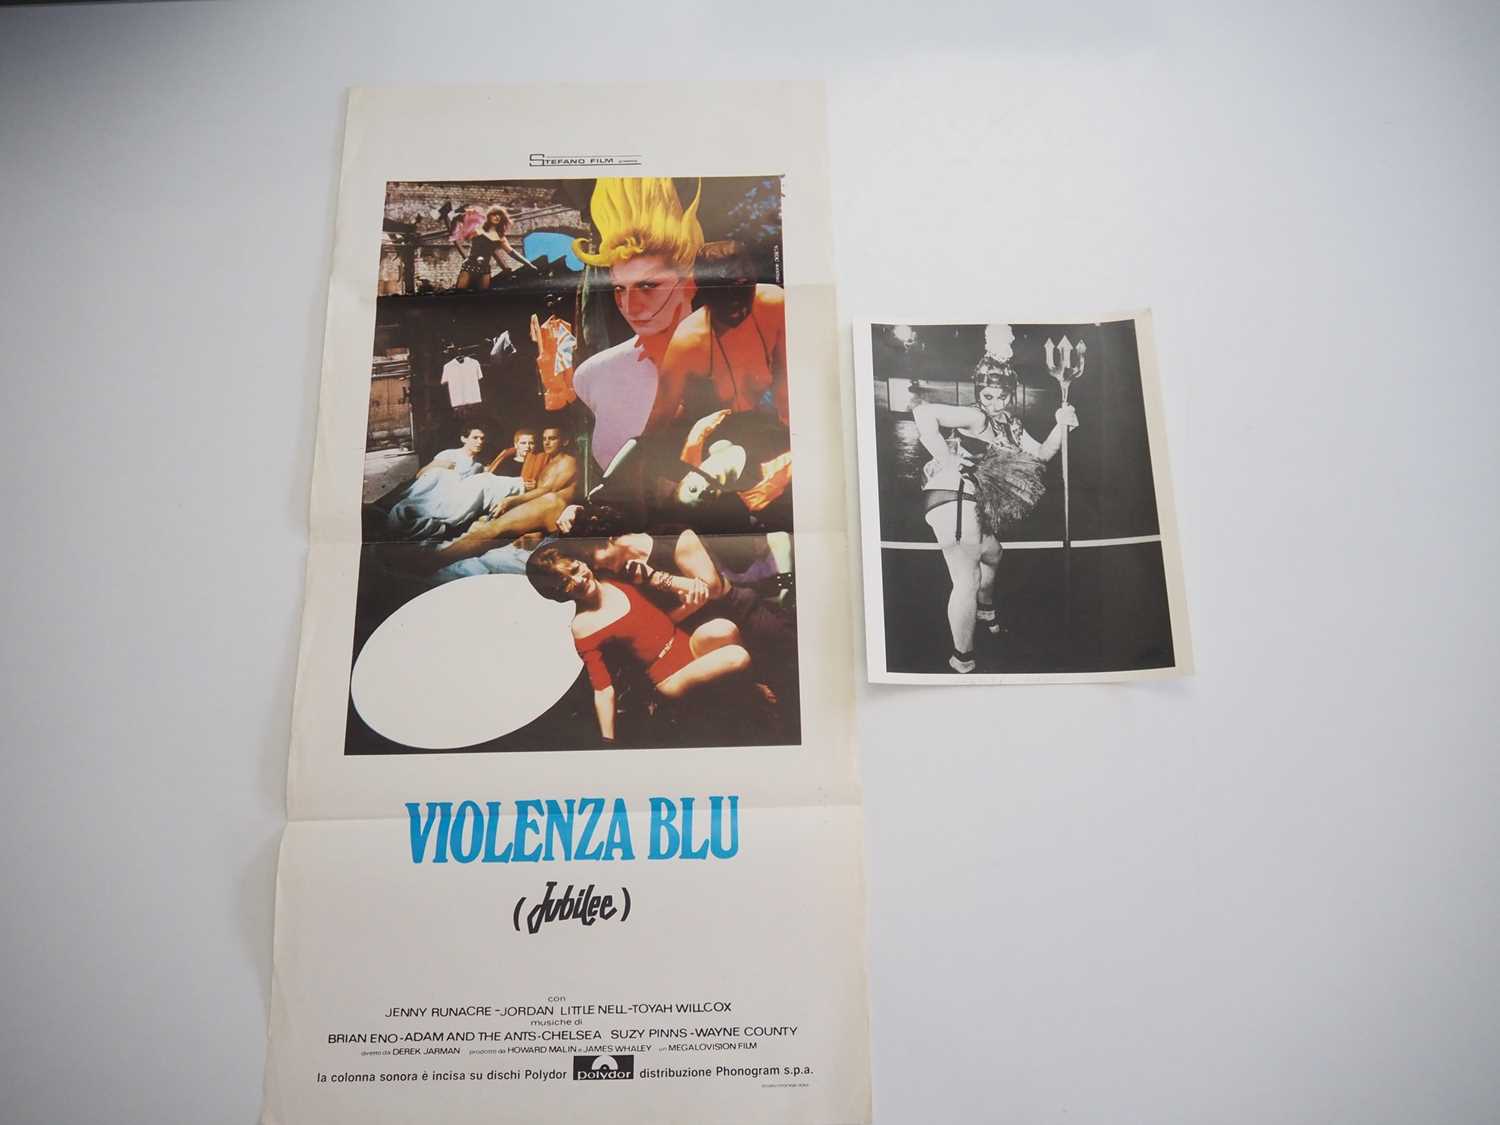 STEFANO FILM
VIOLENZA BLU
(Jubilee)
con
JENNY RUNACRE-JORDAN LITTLE NELL-TOYAH WILLCOX
musiche di
BRIAN ENO-ADAM AND THE ANTS-CHELSEA SUZY PINNS-WAYNE COUNTY
diretto da DEREK JARMAN prodotto da HOWARD MALIN e JAMES WHALEY un MEGALOVISION FILM
la colonna sonora è incisa su dischi Polydor polydor distribuzione Phonogram s.p.a.